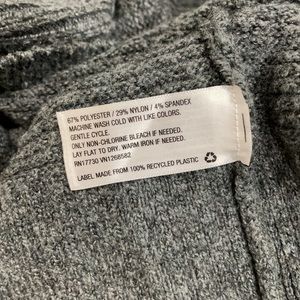 67% POLYESTER / 29% NYLON / 4% SPANDEX
MACHINE WASH COLD WITH LIKE COLORS.
GENTLE CYCLE.
ONLY NON-CHLORINE BLEACH IF NEEDED.
LAY FLAT TO DRY. WARM IRON IF NEEDED.
RN17730 VN1268582
LABEL MADE FROM 100% RECYCLED PLASTIC